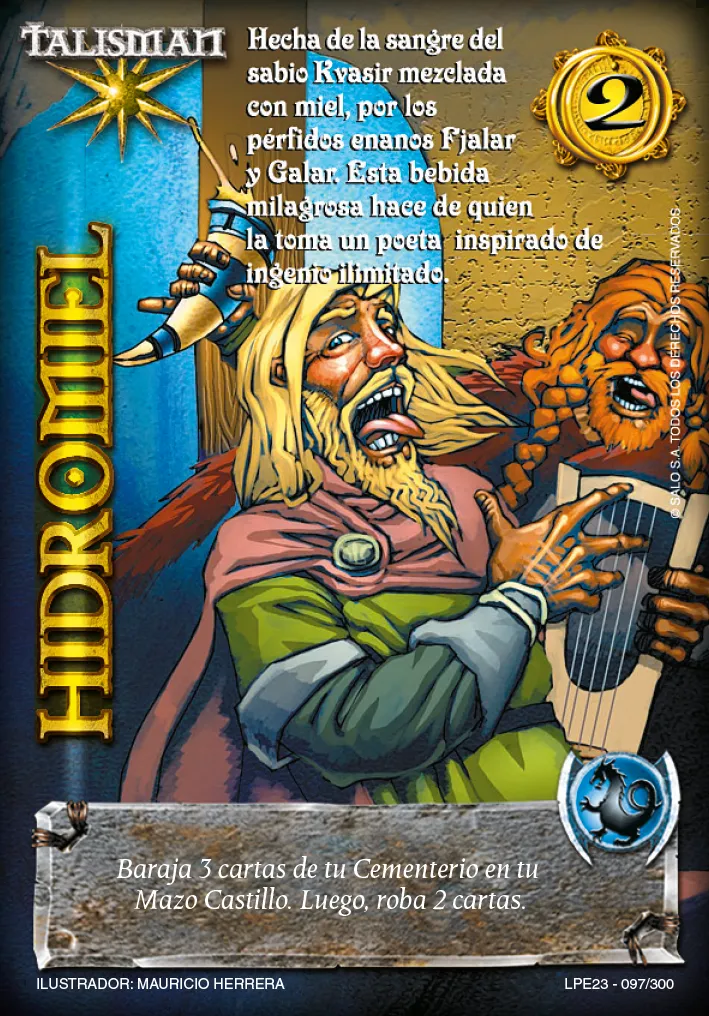 TALISMAN
Hecha de la sangre del
sabio Kvasir mezclada
con miel, por los
pérfidos enanos Fjalar
y Galar. Esta bebida
milagrosa hace de quien
la toma un poeta inspirado de
ingenio ilimitado.
2
HIDROMIEL
© SALO S.A. TODOS LOS DERECHOS RESERVADOS
Baraja 3 cartas de tu Cementerio en tu
Mazo Castillo. Luego, roba 2 cartas.
ILUSTRADOR: MAURICIO HERRERA
LPE23 - 097/300